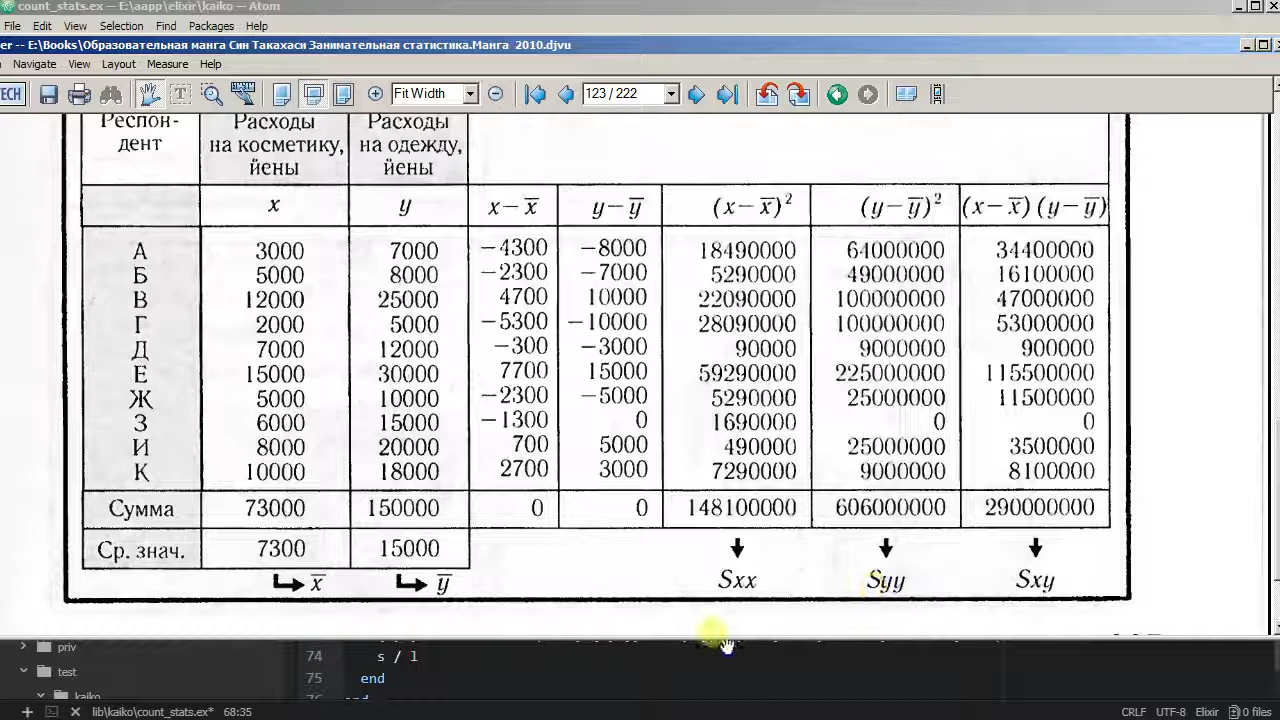 count_stats.ex — E:\aapp\elixir\kaiko — Atom
File Edit View Selection Find Packages Help
er -- E:\Books\Образовательная манга Син Такахаси Занимательная статистика.Манга 2010.djvu
Navigate View Layout Measure Help
TECH Fit Width 123 / 222
Респон- Расходы Расходы
дент на косметику, на одежду,
йены йены
x y x − x̅ y − y̅ (x − x̅)² (y − y̅)² (x − x̅) (y − y̅)
А 3000 7000 −4300 −8000 18490000 64000000 34400000
Б 5000 8000 −2300 −7000 5290000 49000000 16100000
В 12000 25000 4700 10000 22090000 100000000 47000000
Г 2000 5000 −5300 −10000 28090000 100000000 53000000
Д 7000 12000 −300 −3000 90000 9000000 900000
Е 15000 30000 7700 15000 59290000 225000000 115500000
Ж 5000 10000 −2300 −5000 5290000 25000000 11500000
З 6000 15000 −1300 0 1690000 0 0
И 8000 20000 700 5000 490000 25000000 3500000
К 10000 18000 2700 3000 7290000 9000000 8100000
Сумма 73000 150000 0 0 148100000 606000000 290000000
Ср. знач. 7300 15000
x̅ y̅ Sxx Syy Sxy
priv
74 s / l
test
75 end
kaiko
lib\kaiko\count_stats.ex* 68:35 CRLF UTF-8 Elixir 0 files